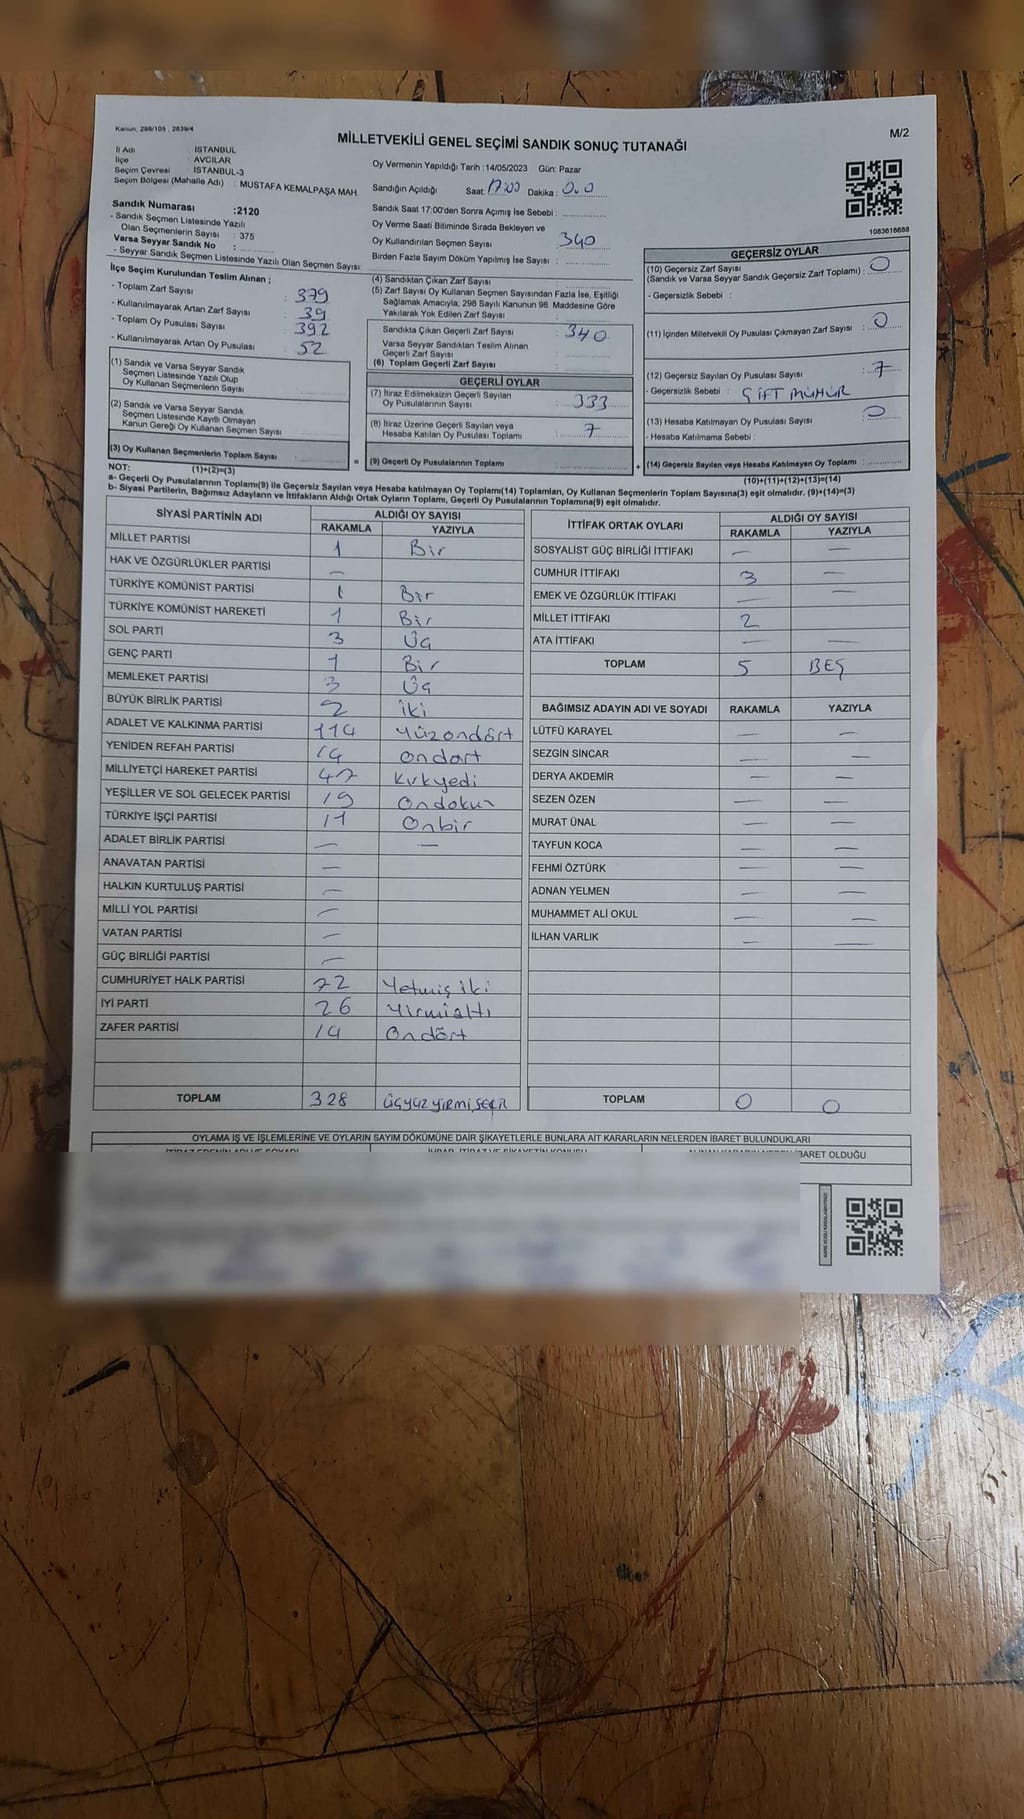 Kanun, 298/105 , 2839/4
MİLLETVEKİLİ GENEL SEÇİMİ SANDIK SONUÇ TUTANAĞI
M/2
İl Adı : İSTANBUL
İlçe : AVCILAR
Seçim Çevresi : İSTANBUL-3
Seçim Bölgesi (Mahalle Adı) : MUSTAFA KEMALPAŞA MAH.
Sandık Numarası :2120
- Sandık Seçmen Listesinde Yazılı
Olan Seçmenlerin Sayısı : 375
Varsa Seyyar Sandık No :
- Seyyar Sandık Seçmen Listesinde Yazılı Olan Seçmen Sayısı:
Oy Vermenin Yapıldığı Tarih :14/05/2023 Gün: Pazar
Sandığın Açıldığı Saat: 17:00 Dakika : 0.0
Sandık Saat 17:00'den Sonra Açımış İse Sebebi :
Oy Verme Saati Bitiminde Sırada Bekleyen ve
Oy Kullandırılan Seçmen Sayısı : 340
Birden Fazla Sayım Döküm Yapılmış İse Sayısı :
1083616688
İlçe Seçim Kurulundan Teslim Alınan ;
- Toplam Zarf Sayısı : 379
- Kullanılmayarak Artan Zarf Sayısı : 39
- Toplam Oy Pusulası Sayısı : 392
- Kullanılmayarak Artan Oy Pusulası : 52
(1) Sandık ve Varsa Seyyar Sandık
Seçmen Listesinde Yazılı Olup
Oy Kullanan Seçmenlerin Sayısı :
(2) Sandık ve Varsa Seyyar Sandık
Seçmen Listesinde Kayıtlı Olmayan
Kanun Gereği Oy Kullanan Seçmen Sayısı :
(3) Oy Kullanan Seçmenlerin Toplam Sayısı :
(4) Sandıktan Çıkan Zarf Sayısı :
(5) Zarf Sayısı Oy Kullanan Seçmen Sayısından Fazla İse, Eşitliği
Sağlamak Amacıyla; 298 Sayılı Kanunun 98. Maddesine Göre
Yakılarak Yok Edilen Zarf Sayısı :
Sandıkta Çıkan Geçerli Zarf Sayısı : 340
Varsa Seyyar Sandıktan Teslim Alınan
Geçerli Zarf Sayısı :
(6) Toplam Geçerli Zarf Sayısı :
GEÇERLİ OYLAR
(7) İtiraz Edilmeksizin Geçerli Sayılan
Oy Pusulalarının Sayısı : 333
(8) İtiraz Üzerine Geçerli Sayılan veya
Hesaba Katılan Oy Pusulası Toplamı : 7
= (9) Geçerli Oy Pusulalarının Toplamı :
GEÇERSİZ OYLAR
(10) Geçersiz Zarf Sayısı
(Sandık ve Varsa Seyyar Sandık Geçersiz Zarf Toplamı) : 0
- Geçersizlik Sebebi :
(11) İçinden Milletvekili Oy Pusulası Çıkmayan Zarf Sayısı : 0
(12) Geçersiz Sayılan Oy Pusulası Sayısı : 7
- Geçersizlik Sebebi : ÇİFT MÜHÜR
(13) Hesaba Katılmayan Oy Pusulası Sayısı : 0
- Hesaba Katılmama Sebebi :
+ (14) Geçersiz Sayılan veya Hesaba Katılmayan Oy Toplamı :
NOT: (1)+(2)=(3)
(10)+(11)+(12)+(13)=(14)
a- Geçerli Oy Pusulalarının Toplamı(9) ile Geçersiz Sayılan veya Hesaba katılmayan Oy Toplamı(14) Toplamları, Oy Kullanan Seçmenlerin Toplam Sayısına(3) eşit olmalıdır. (9)+(14)=(3)
b- Siyasi Partilerin, Bağımsız Adayların ve İttifakların Aldığı Ortak Oyların Toplamı, Geçerli Oy Pusulalarının Toplamına(9) eşit olmalıdır.
SİYASİ PARTİNİN ADI
ALDIĞI OY SAYISI
RAKAMLA YAZIYLA
MİLLET PARTİSİ 1 Bir
HAK VE ÖZGÜRLÜKLER PARTİSİ —
TÜRKİYE KOMÜNİST PARTİSİ 1 Bir
TÜRKİYE KOMÜNİST HAREKETİ 1 Bir
SOL PARTİ 3 Üç
GENÇ PARTİ 1 Bir
MEMLEKET PARTİSİ 3 Üç
BÜYÜK BİRLİK PARTİSİ 2 iki
ADALET VE KALKINMA PARTİSİ 114 Yüzondört
YENİDEN REFAH PARTİSİ 14 ondört
MİLLİYETÇİ HAREKET PARTİSİ 47 Kırkyedi
YEŞİLLER VE SOL GELECEK PARTİSİ 19 Ondokuz
TÜRKİYE İŞÇİ PARTİSİ 11 Onbir
ADALET BİRLİK PARTİSİ — —
ANAVATAN PARTİSİ —
HALKIN KURTULUŞ PARTİSİ —
MİLLİ YOL PARTİSİ —
VATAN PARTİSİ —
GÜÇ BİRLİĞİ PARTİSİ —
CUMHURİYET HALK PARTİSİ 72 Yetmiş iki
İYİ PARTİ 26 Yirmialtı
ZAFER PARTİSİ 14 Ondört
TOPLAM 328 üçyüzyirmisekiz
İTTİFAK ORTAK OYLARI
ALDIĞI OY SAYISI
RAKAMLA YAZIYLA
SOSYALİST GÜÇ BİRLİĞİ İTTİFAKI — —
CUMHUR İTTİFAKI 3 —
EMEK VE ÖZGÜRLÜK İTTİFAKI — —
MİLLET İTTİFAKI 2
ATA İTTİFAKI — —
TOPLAM 5 BEŞ
BAĞIMSIZ ADAYIN ADI VE SOYADI RAKAMLA YAZIYLA
LÜTFÜ KARAYEL — —
SEZGİN SİNCAR — —
DERYA AKDEMİR — —
SEZEN ÖZEN — —
MURAT ÜNAL — —
TAYFUN KOCA — —
FEHMİ ÖZTÜRK — —
ADNAN YELMEN — —
MUHAMMET ALİ OKUL — —
İLHAN VARLIK — —
TOPLAM 0 0
OYLAMA İŞ VE İŞLEMLERİNE VE OYLARIN SAYIM DÖKÜMÜNE DAİR ŞİKAYETLERLE BUNLARA AİT KARARLARIN NELERDEN İBARET BULUNDUKLARI
İBARET OLDUĞU